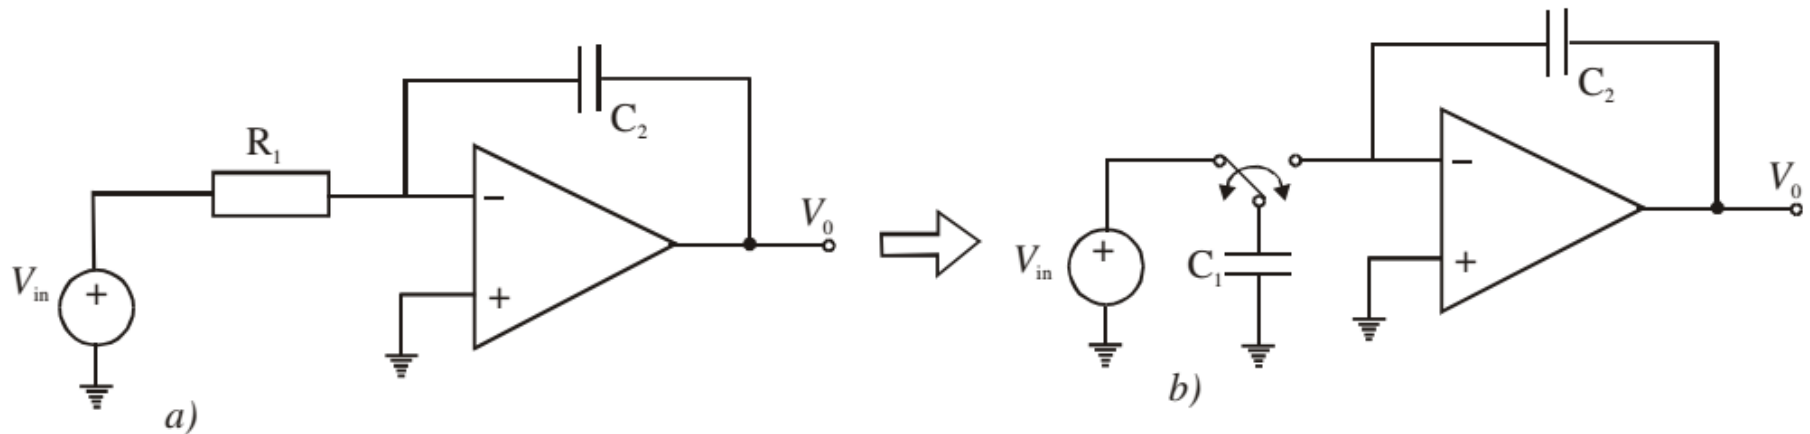 R₁
C₂
−
+
V₀
Vin
+
a)
C₂
−
+
V₀
Vin
+
C₁
b)